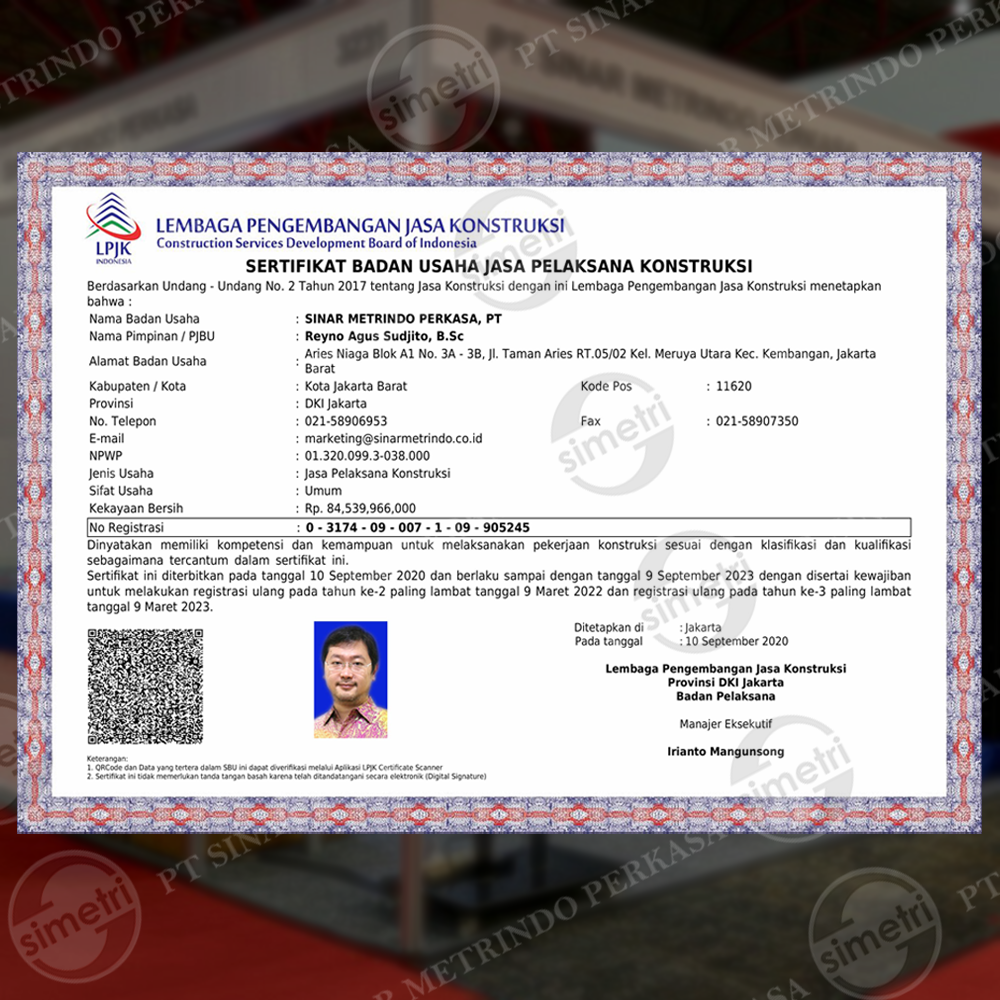 simetri
PT SINAR METRINDO PERKASA
LPJK
INDONESIA
LEMBAGA PENGEMBANGAN JASA KONSTRUKSI
Construction Services Development Board of Indonesia
SERTIFIKAT BADAN USAHA JASA PELAKSANA KONSTRUKSI
Berdasarkan Undang - Undang No. 2 Tahun 2017 tentang Jasa Konstruksi dengan ini Lembaga Pengembangan Jasa Konstruksi menetapkan
bahwa :
Nama Badan Usaha : SINAR METRINDO PERKASA, PT
Nama Pimpinan / PJBU : Reyno Agus Sudjito, B.Sc
Alamat Badan Usaha : Aries Niaga Blok A1 No. 3A - 3B, Jl. Taman Aries RT.05/02 Kel. Meruya Utara Kec. Kembangan, Jakarta
Barat
Kabupaten / Kota : Kota Jakarta Barat Kode Pos : 11620
Provinsi : DKI Jakarta
No. Telepon : 021-58906953 Fax : 021-58907350
E-mail : marketing@sinarmetrindo.co.id
NPWP : 01.320.099.3-038.000
Jenis Usaha : Jasa Pelaksana Konstruksi
Sifat Usaha : Umum
Kekayaan Bersih : Rp. 84,539,966,000
No Registrasi : 0 - 3174 - 09 - 007 - 1 - 09 - 905245
Dinyatakan memiliki kompetensi dan kemampuan untuk melaksanakan pekerjaan konstruksi sesuai dengan klasifikasi dan kualifikasi
sebagaimana tercantum dalam sertifikat ini.
Sertifikat ini diterbitkan pada tanggal 10 September 2020 dan berlaku sampai dengan tanggal 9 September 2023 dengan disertai kewajiban
untuk melakukan registrasi ulang pada tahun ke-2 paling lambat tanggal 9 Maret 2022 dan registrasi ulang pada tahun ke-3 paling lambat
tanggal 9 Maret 2023.
Ditetapkan di : Jakarta
Pada tanggal : 10 September 2020
Lembaga Pengembangan Jasa Konstruksi
Provinsi DKI Jakarta
Badan Pelaksana
Manajer Eksekutif
Irianto Mangunsong
Keterangan:
1. QRCode dan Data yang tertera dalam SBU ini dapat diverifikasi melalui Aplikasi LPJK Certificate Scanner
2. Sertifikat ini tidak memerlukan tanda tangan basah karena telah ditandatangani secara elektronik (Digital Signature)
simetri
PT SINAR METRINDO PERKASA
simetri